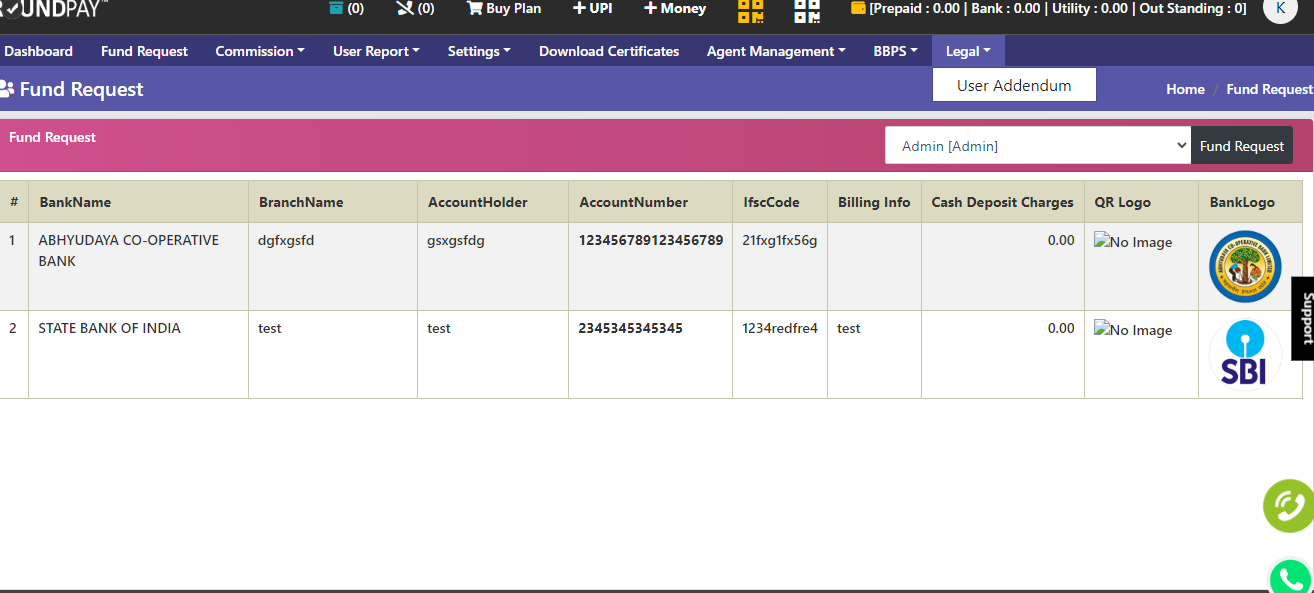 ROUNDPAY™ (0) (0) Buy Plan + UPI + Money [Prepaid : 0.00 | Bank : 0.00 | Utility : 0.00 | Out Standing : 0] K
Dashboard Fund Request Commission User Report Settings Download Certificates Agent Management BBPS Legal
Fund Request User Addendum Home / Fund Request
Fund Request Admin [Admin] Fund Request
# BankName BranchName AccountHolder AccountNumber IfscCode Billing Info Cash Deposit Charges QR Logo BankLogo
1 ABHYUDAYA CO-OPERATIVE dgfxgsfd gsxgsfdg 123456789123456789 21fxg1fx56g 0.00 No Image
BANK
2 STATE BANK OF INDIA test test 2345345345345 1234redfre4 test 0.00 No Image
SBI
Support